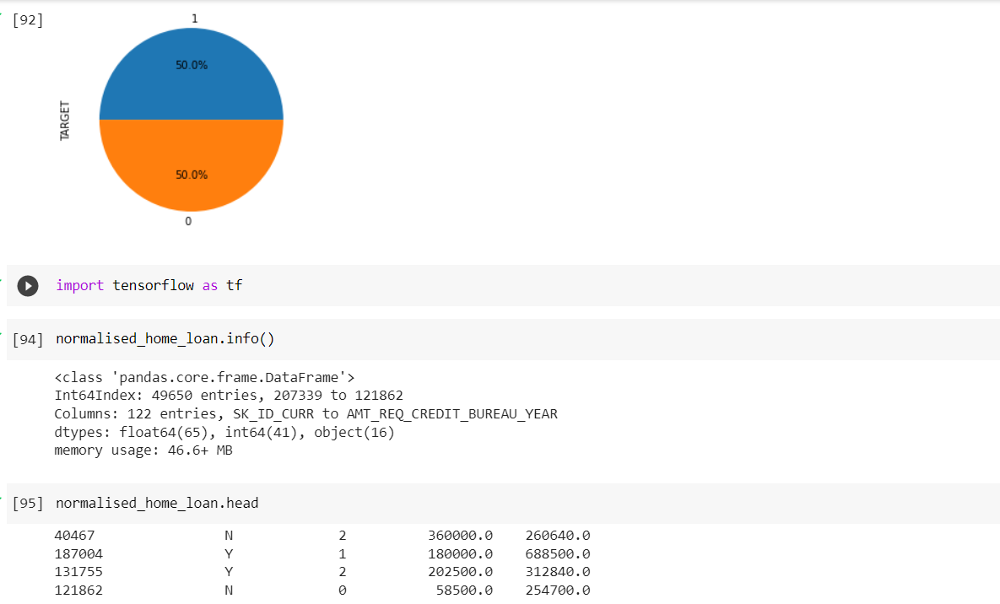 [92]
1
50.0%
TARGET
50.0%
0
import tensorflow as tf
[94] normalised_home_loan.info()
<class 'pandas.core.frame.DataFrame'>
Int64Index: 49650 entries, 207339 to 121862
Columns: 122 entries, SK_ID_CURR to AMT_REQ_CREDIT_BUREAU_YEAR
dtypes: float64(65), int64(41), object(16)
memory usage: 46.6+ MB
[95] normalised_home_loan.head
40467 N 2 360000.0 260640.0
187004 Y 1 180000.0 688500.0
131755 Y 2 202500.0 312840.0
121862 N 0 58500.0 254700.0